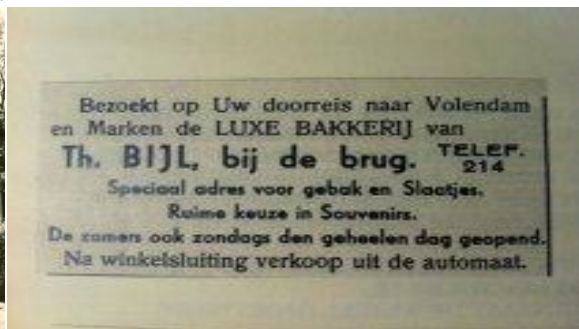 Bezoekt op Uw doorreis naar Volendam
en Marken de LUXE BAKKERIJ van
Th. BIJL, bij de brug. TELEF. 214
Speciaal adres voor gebak en Slaatjes.
Ruime keuze in Souvenirs.
De zomers ook zondags den geheelen dag geopend.
Na winkelsluiting verkoop uit de automaat.